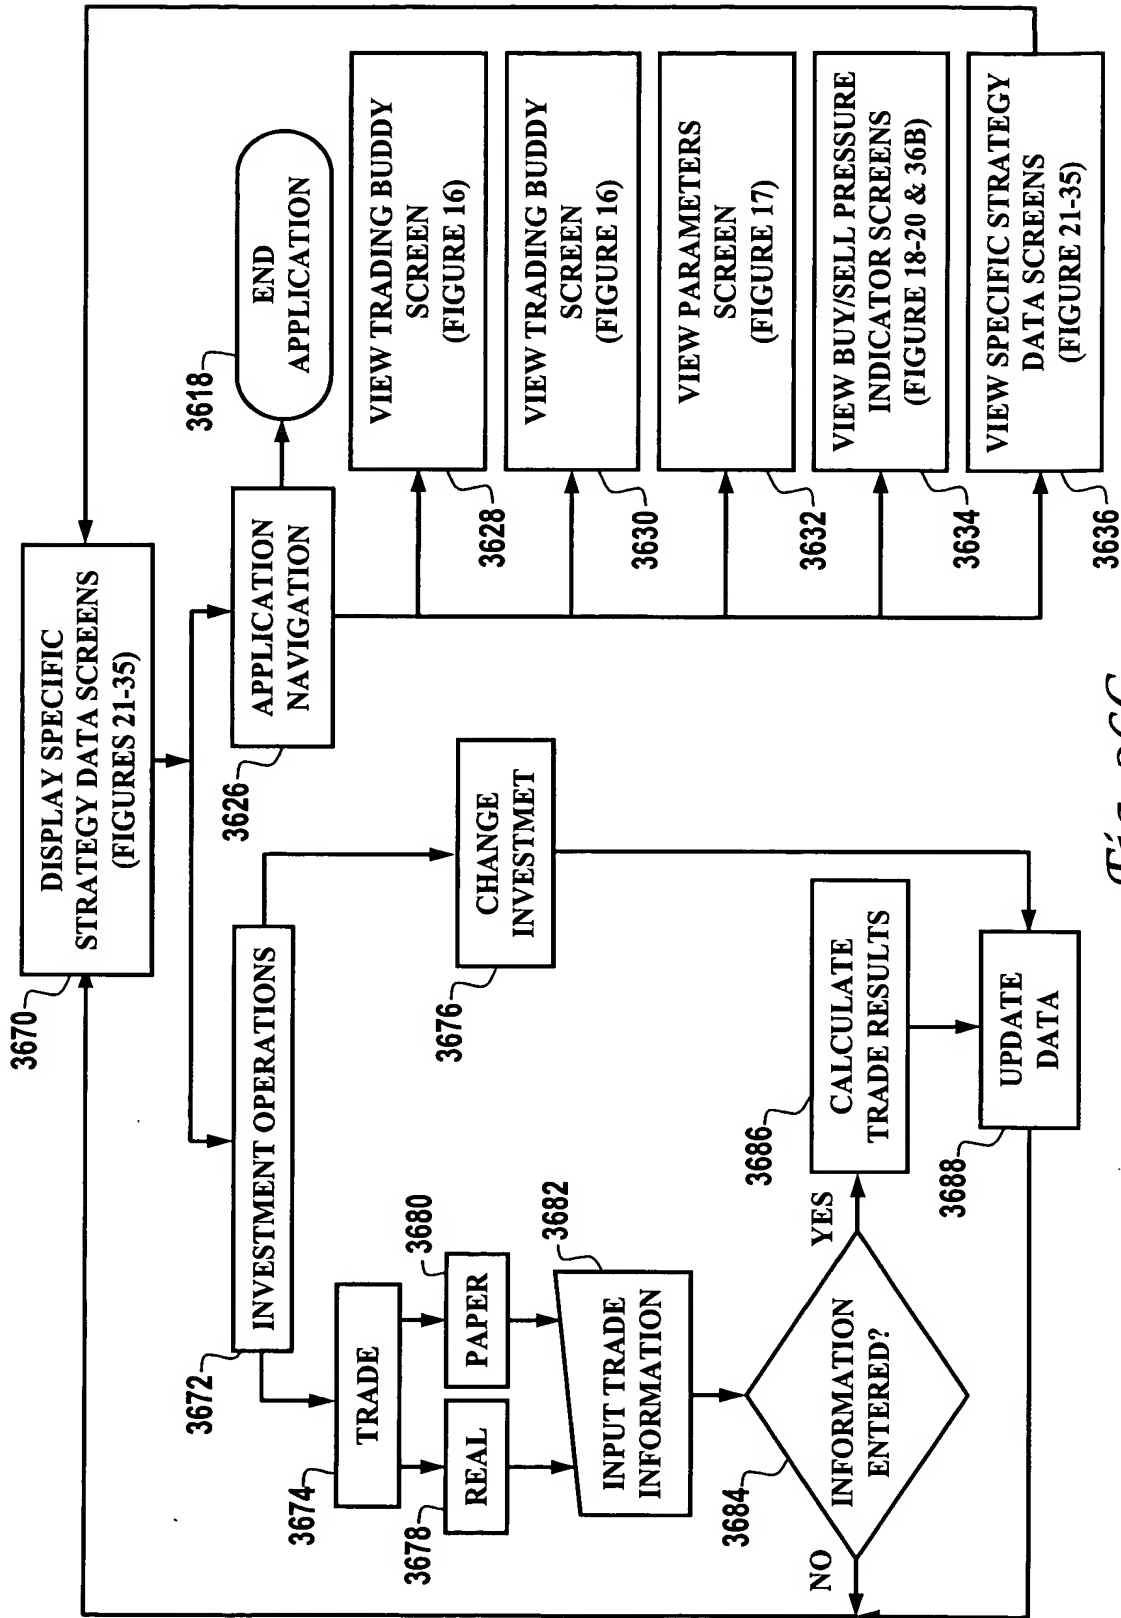 3670
DISPLAY SPECIFIC
STRATEGY DATA SCREENS
(FIGURES 21-35)
3672
INVESTMENT OPERATIONS
3626
APPLICATION
NAVIGATION
3618
END
APPLICATION
3674
TRADE
3678
REAL
3680
PAPER
3682
INPUT TRADE
INFORMATION
3684
INFORMATION
ENTERED?
NO
YES
3676
CHANGE
INVESTMET
3686
CALCULATE
TRADE RESULTS
3688
UPDATE
DATA
VIEW TRADING BUDDY
SCREEN
(FIGURE 16)
3628
VIEW TRADING BUDDY
SCREEN
(FIGURE 16)
3630
VIEW PARAMETERS
SCREEN
(FIGURE 17)
3632
VIEW BUY/SELL PRESSURE
INDICATOR SCREENS
(FIGURE 18-20 & 36B)
3634
VIEW SPECIFIC STRATEGY
DATA SCREENS
(FIGURE 21-35)
3636
Fig. 36C